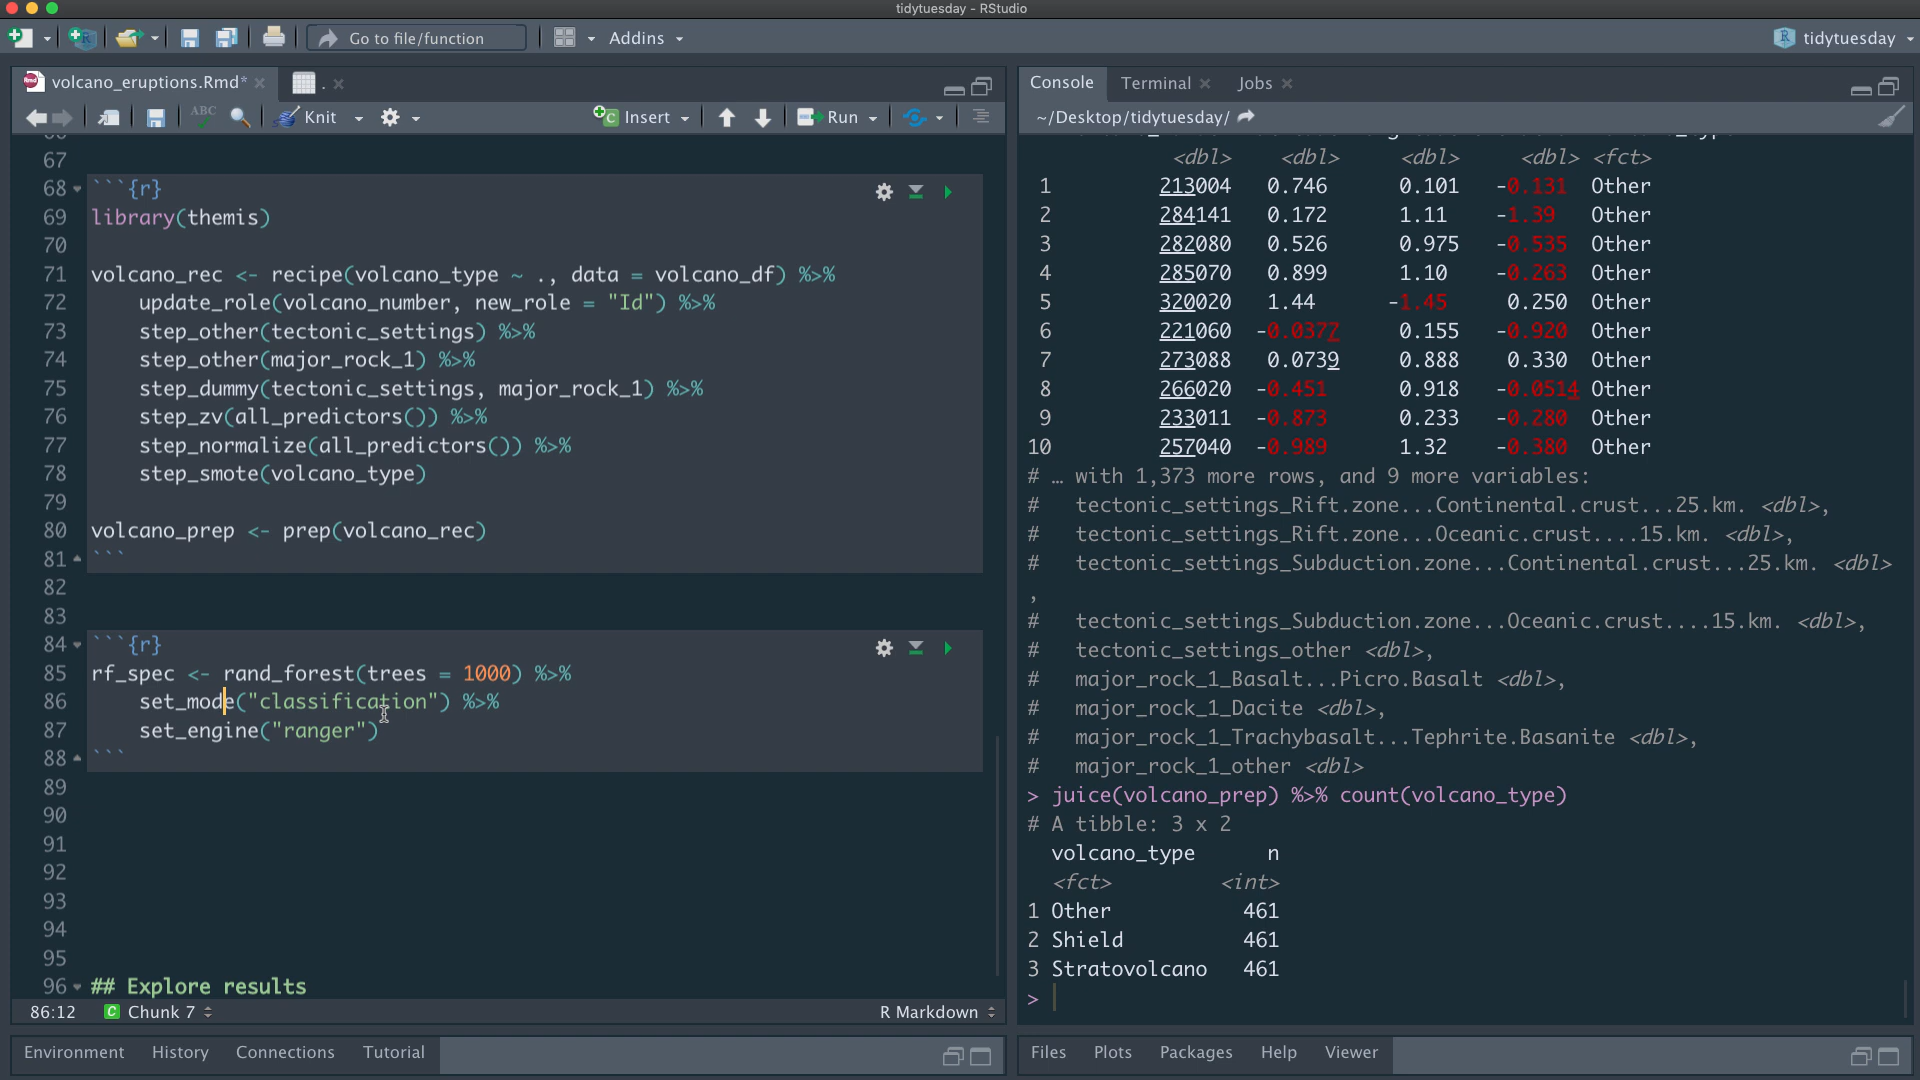 tidytuesday - RStudio
Go to file/function
Addins
tidytuesday
volcano_eruptions.Rmd*
.
ABC
Knit
Insert
Run
67
68 ```{r}
69 library(themis)
70
71 volcano_rec <- recipe(volcano_type ~ ., data = volcano_df) %>%
72 update_role(volcano_number, new_role = "Id") %>%
73 step_other(tectonic_settings) %>%
74 step_other(major_rock_1) %>%
75 step_dummy(tectonic_settings, major_rock_1) %>%
76 step_zv(all_predictors()) %>%
77 step_normalize(all_predictors()) %>%
78 step_smote(volcano_type)
79
80 volcano_prep <- prep(volcano_rec)
81 ```
82
83
84 ```{r}
85 rf_spec <- rand_forest(trees = 1000) %>%
86 set_mode("classification") %>%
87 set_engine("ranger")
88 ```
89
90
91
92
93
94
95
96 ## Explore results
86:12 Chunk 7 R Markdown
Environment History Connections Tutorial
Console Terminal Jobs
~/Desktop/tidytuesday/
<dbl> <dbl> <dbl> <dbl> <fct>
1 213004 0.746 0.101 -0.131 Other
2 284141 0.172 1.11 -1.39 Other
3 282080 0.526 0.975 -0.535 Other
4 285070 0.899 1.10 -0.263 Other
5 320020 1.44 -1.45 0.250 Other
6 221060 -0.0377 0.155 -0.920 Other
7 273088 0.0739 0.888 0.330 Other
8 266020 -0.451 0.918 -0.0514 Other
9 233011 -0.873 0.233 -0.280 Other
10 257040 -0.989 1.32 -0.380 Other
# … with 1,373 more rows, and 9 more variables:
# tectonic_settings_Rift.zone...Continental.crust...25.km. <dbl>,
# tectonic_settings_Rift.zone...Oceanic.crust....15.km. <dbl>,
# tectonic_settings_Subduction.zone...Continental.crust...25.km. <dbl>
,
# tectonic_settings_Subduction.zone...Oceanic.crust....15.km. <dbl>,
# tectonic_settings_other <dbl>,
# major_rock_1_Basalt...Picro.Basalt <dbl>,
# major_rock_1_Dacite <dbl>,
# major_rock_1_Trachybasalt...Tephrite.Basanite <dbl>,
# major_rock_1_other <dbl>
> juice(volcano_prep) %>% count(volcano_type)
# A tibble: 3 x 2
volcano_type n
<fct> <int>
1 Other 461
2 Shield 461
3 Stratovolcano 461
>
Files Plots Packages Help Viewer